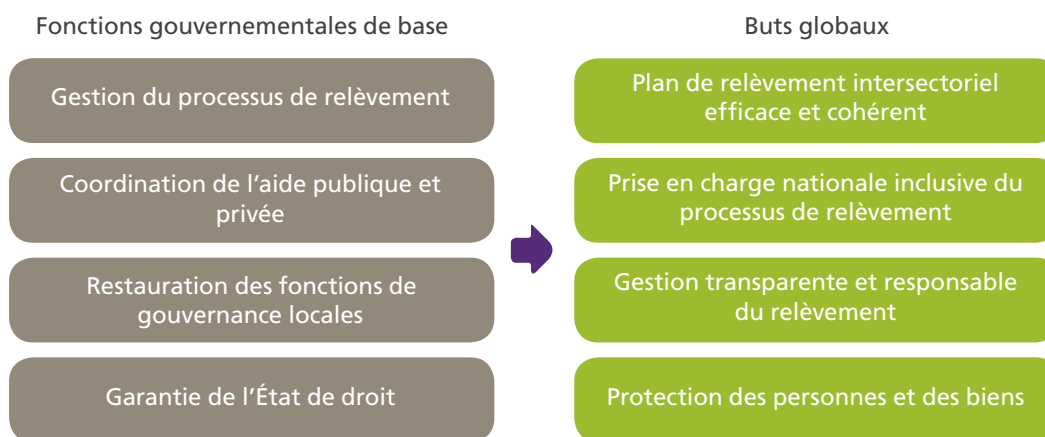 Fonctions gouvernementales de base
Gestion du processus de relèvement
Coordination de l'aide publique et
privée
Restauration des fonctions de
gouvernance locales
Garantie de l'État de droit
Buts globaux
Plan de relèvement intersectoriel
efficace et cohérent
Prise en charge nationale inclusive du
processus de relèvement
Gestion transparente et responsable
du relèvement
Protection des personnes et des biens